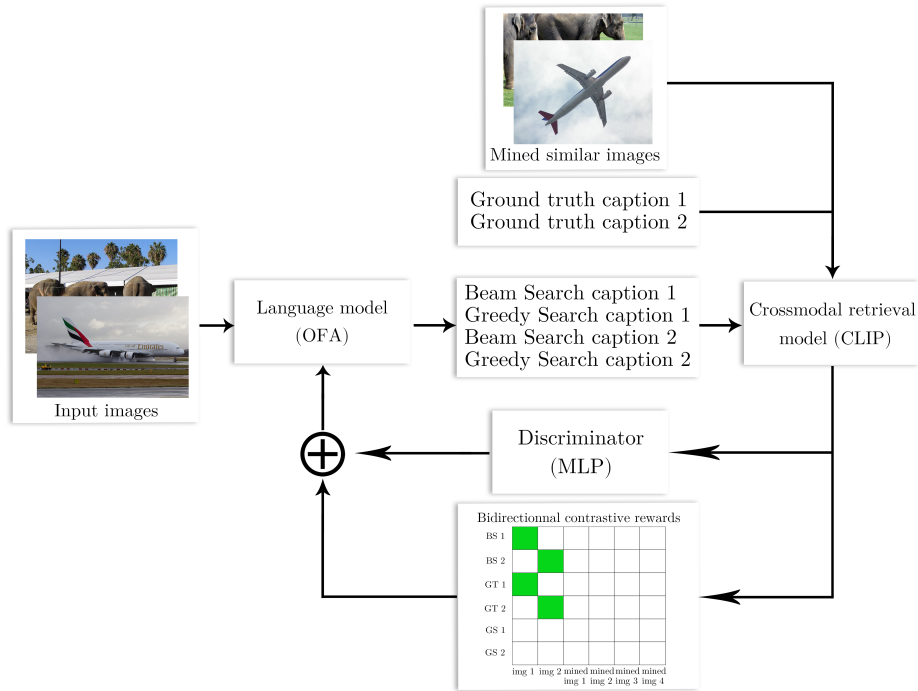 Mined similar images
Ground truth caption 1
Ground truth caption 2
Emirates
Input images
Language model
(OFA)
Beam Search caption 1
Greedy Search caption 1
Beam Search caption 2
Greedy Search caption 2
Crossmodal retrieval
model (CLIP)
Discriminator
(MLP)
Bidirectionnal contrastive rewards
BS 1
BS 2
GT 1
GT 2
GS 1
GS 2
img 1 img 2 mined mined mined mined
img 1 img 2 img 3 img 4